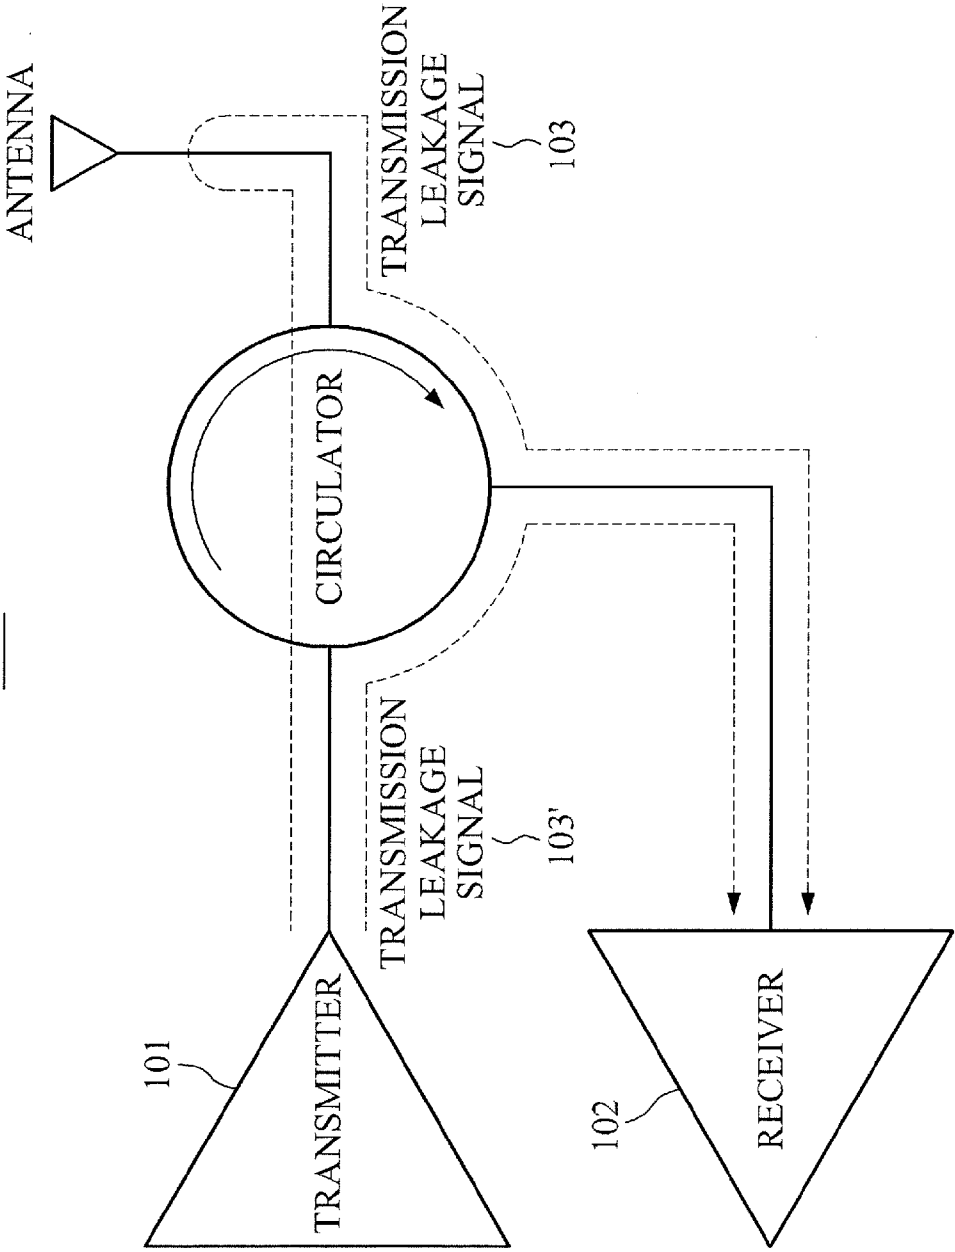 101
TRANSMITTER
TRANSMISSION
LEAKAGE
SIGNAL
103'
CIRCULATOR
ANTENNA
TRANSMISSION
LEAKAGE
SIGNAL
103
102
RECEIVER